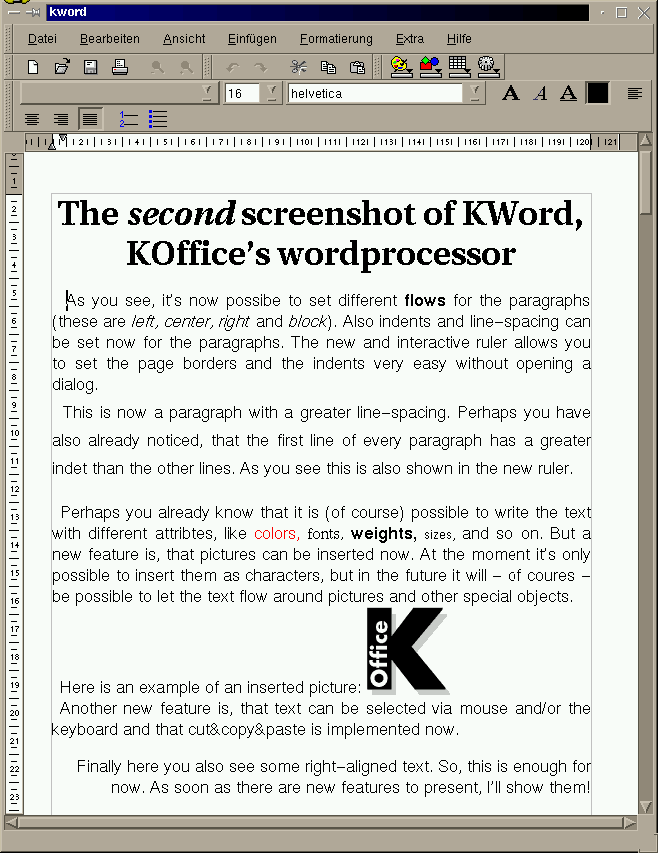 kword
Datei Bearbeiten Ansicht Einfügen Formatierung Extra Hilfe
16 helvetica
The second screenshot of KWord,
KOffice's wordprocessor
As you see, it's now possibe to set different flows for the paragraphs
(these are left, center, right and block). Also indents and line-spacing can
be set now for the paragraphs. The new and interactive ruler allows you
to set the page borders and the indents very easy without opening a
dialog.
This is now a paragraph with a greater line-spacing. Perhaps you have
also already noticed, that the first line of every paragraph has a greater
indet than the other lines. As you see this is also shown in the new ruler.
Perhaps you already know that it is (of course) possible to write the text
with different attribtes, like colors, fonts, weights, sizes, and so on. But a
new feature is, that pictures can be inserted now. At the moment it's only
possible to insert them as characters, but in the future it will - of coures -
be possible to let the text flow around pictures and other special objects.
Here is an example of an inserted picture: Office K
Another new feature is, that text can be selected via mouse and/or the
keyboard and that cut&copy&paste is implemented now.
Finally here you also see some right-aligned text. So, this is enough for
now. As soon as there are new features to present, I'll show them!